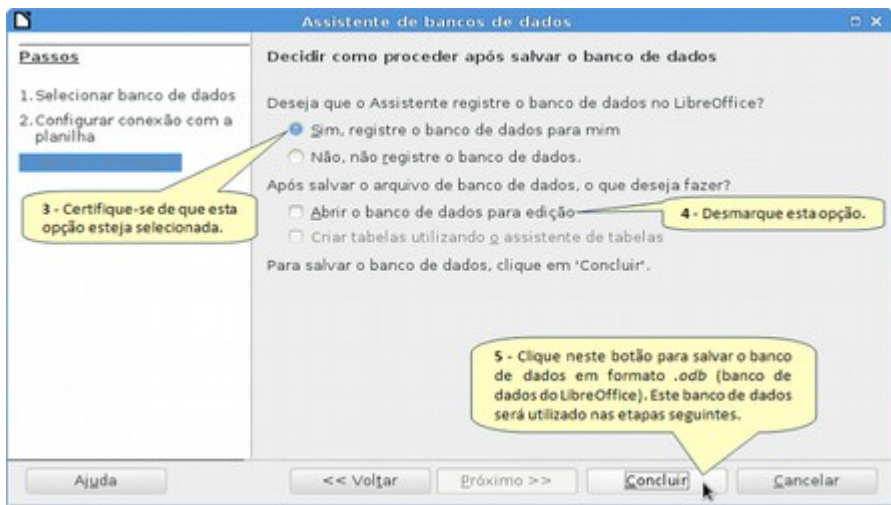 Assistente de bancos de dados
Passos
1. Selecionar banco de dados
2. Configurar conexão com a
planilha
Decidir como proceder após salvar o banco de dados
Deseja que o Assistente registre o banco de dados no LibreOffice?
Sim, registre o banco de dados para mim
Não, não registre o banco de dados.
3 - Certifique-se de que esta
opção esteja selecionada.
Após salvar o arquivo de banco de dados, o que deseja fazer?
Abrir o banco de dados para edição
4 - Desmarque esta opção.
Criar tabelas utilizando o assistente de tabelas
Para salvar o banco de dados, clique em 'Concluir'.
5 - Clique neste botão para salvar o banco
de dados em formato .odb (banco de
dados do LibreOffice). Este banco de dados
será utilizado nas etapas seguintes.
Ajuda
<< Voltar
Próximo >>
Concluir
Cancelar